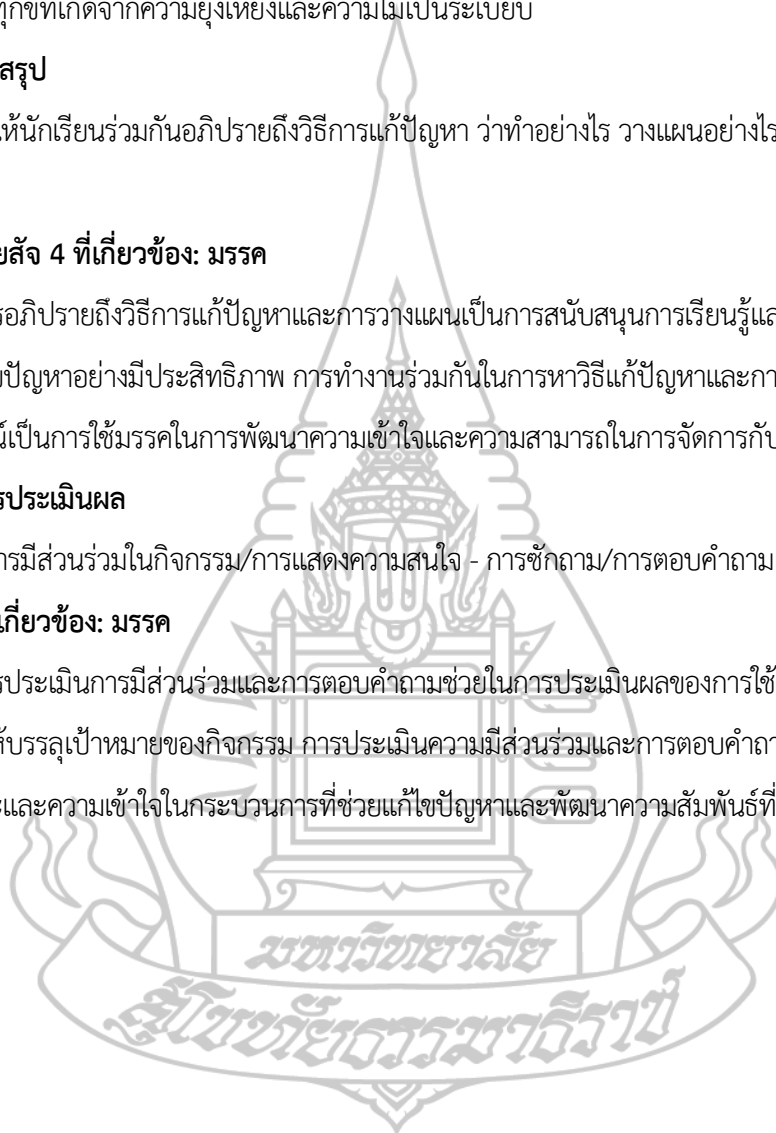 ทุกข์ที่เกิดจากความยุ่งเหยิงและความไม่เป็นระเบียบ
สรุป
ให้นักเรียนร่วมกันอภิปรายถึงวิธีการแก้ปัญหา ว่าทำอย่างไร วางแผนอย่างไร
ยสัจ 4 ที่เกี่ยวข้อง: มรรค
รอภิปรายถึงวิธีการแก้ปัญหาและการวางแผนเป็นการสนับสนุนการเรียนรู้และ
ขปัญหาอย่างมีประสิทธิภาพ การทำงานร่วมกันในการหาวิธีแก้ปัญหาและกา
น์เป็นการใช้มรรคในการพัฒนาความเข้าใจและความสามารถในการจัดการกับ
รประเมินผล
ารมีส่วนร่วมในกิจกรรม/การแสดงความสนใจ - การซักถาม/การตอบคำถาม
เกี่ยวข้อง: มรรค
รประเมินการมีส่วนร่วมและการตอบคำถามช่วยในการประเมินผลของการใช้
ห้บรรลุเป้าหมายของกิจกรรม การประเมินความมีส่วนร่วมและการตอบคำถา
ะและความเข้าใจในกระบวนการที่ช่วยแก้ไขปัญหาและพัฒนาความสัมพันธ์ที่
มหาวิทยาลัย
สุโขทัยธรรมาธิราช